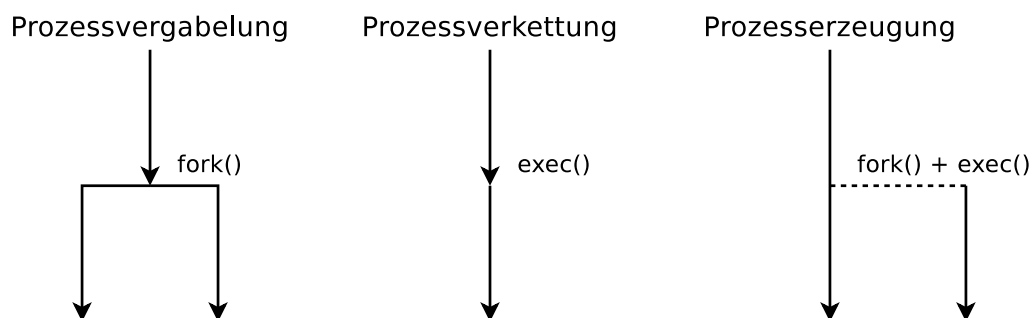 Prozessvergabelung
Prozessverkettung
Prozesserzeugung
fork()
exec()
fork() + exec()